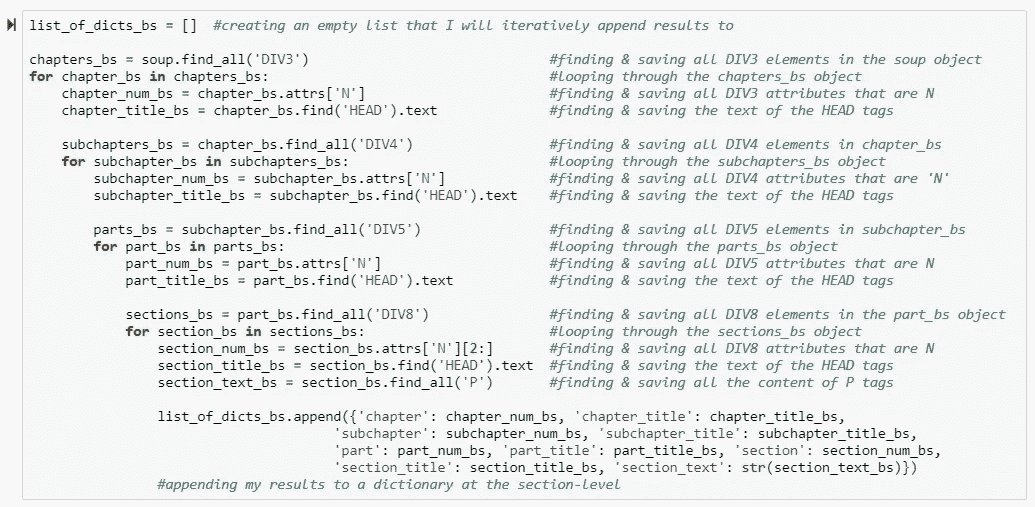 list_of_dicts_bs = []  #creating an empty list that I will iteratively append results to
chapters_bs = soup.find_all('DIV3')                              #finding & saving all DIV3 elements in the soup object
for chapter_bs in chapters_bs:                                   #looping through the chapters_bs object
    chapter_num_bs = chapter_bs.attrs['N']                       #finding & saving all DIV3 attributes that are N
    chapter_title_bs = chapter_bs.find('HEAD').text              #finding & saving the text of the HEAD tags
    subchapters_bs = chapter_bs.find_all('DIV4')                 #finding & saving all DIV4 elements in chapter_bs
    for subchapter_bs in subchapters_bs:                         #looping through the subchapters_bs object
        subchapter_num_bs = subchapter_bs.attrs['N']             #finding & saving all DIV4 attributes that are 'N'
        subchapter_title_bs = subchapter_bs.find('HEAD').text    #finding & saving the text of the HEAD tags
        parts_bs = subchapter_bs.find_all('DIV5')                #finding & saving all DIV5 elements in subchapter_bs
        for part_bs in parts_bs:                                 #looping through the parts_bs object
            part_num_bs = part_bs.attrs['N']                     #finding & saving all DIV5 attributes that are N
            part_title_bs = part_bs.find('HEAD').text            #finding & saving the text of the HEAD tags
            sections_bs = part_bs.find_all('DIV8')               #finding & saving all DIV8 elements in the part_bs object
            for section_bs in sections_bs:                       #looping through the sections_bs object
                section_num_bs = section_bs.attrs['N'][2:]       #finding & saving all DIV8 attributes that are N
                section_title_bs = section_bs.find('HEAD').text  #finding & saving the text of the HEAD tags
                section_text_bs = section_bs.find_all('P')       #finding & saving all the content of P tags
                list_of_dicts_bs.append({'chapter': chapter_num_bs, 'chapter_title': chapter_title_bs,
                                      'subchapter': subchapter_num_bs, 'subchapter_title': subchapter_title_bs,
                                      'part': part_num_bs, 'part_title': part_title_bs, 'section': section_num_bs,
                                      'section_title': section_title_bs, 'section_text': str(section_text_bs)})
                #appending my results to a dictionary at the section-level